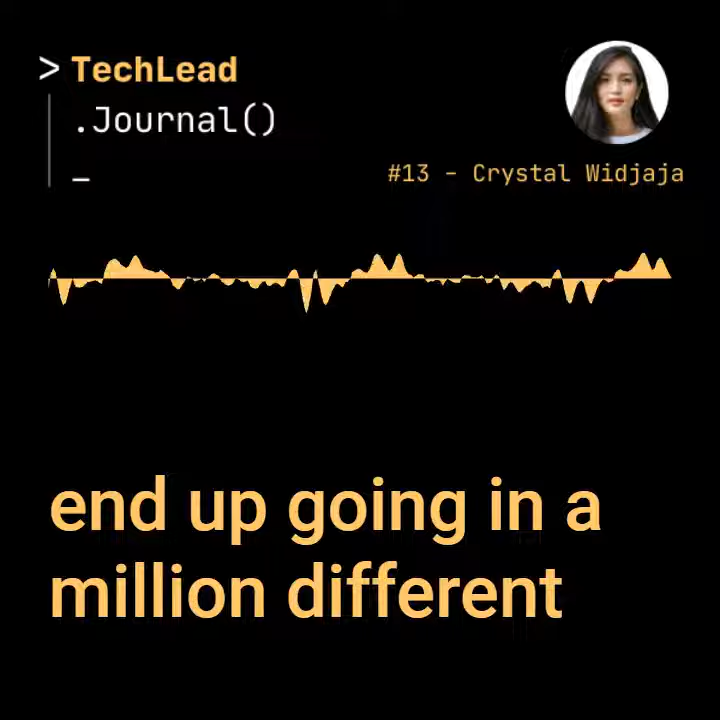 > TechLead
.Journal()
_
#13 – Crystal Widjaja
end up going in a
million different